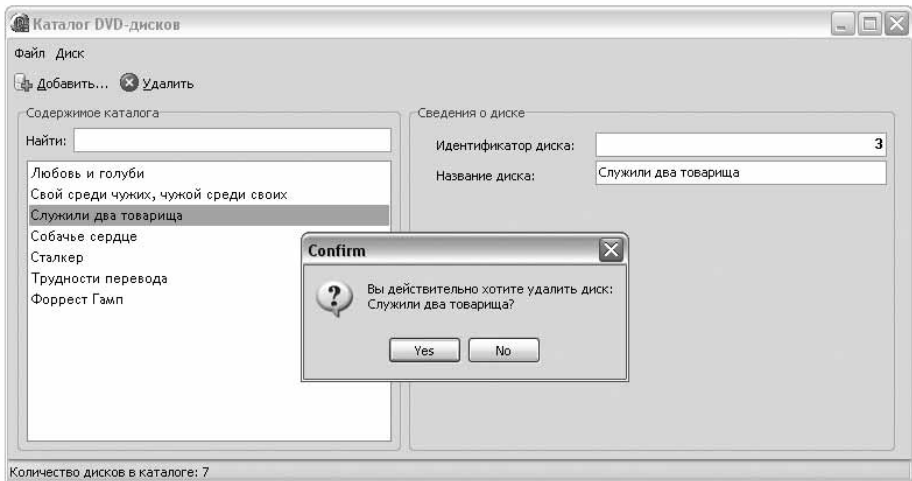 Каталог DVD-дисков
Файл Диск
Добавить... Удалить
Содержимое каталога
Найти:
Любовь и голуби
Свой среди чужих, чужой среди своих
Служили два товарища
Собачье сердце
Сталкер
Трудности перевода
Форрест Гамп
Сведения о диске
Идентификатор диска: 3
Название диска: Служили два товарища
Confirm
Вы действительно хотите удалить диск:
Служили два товарища?
Yes No
Количество дисков в каталоге: 7